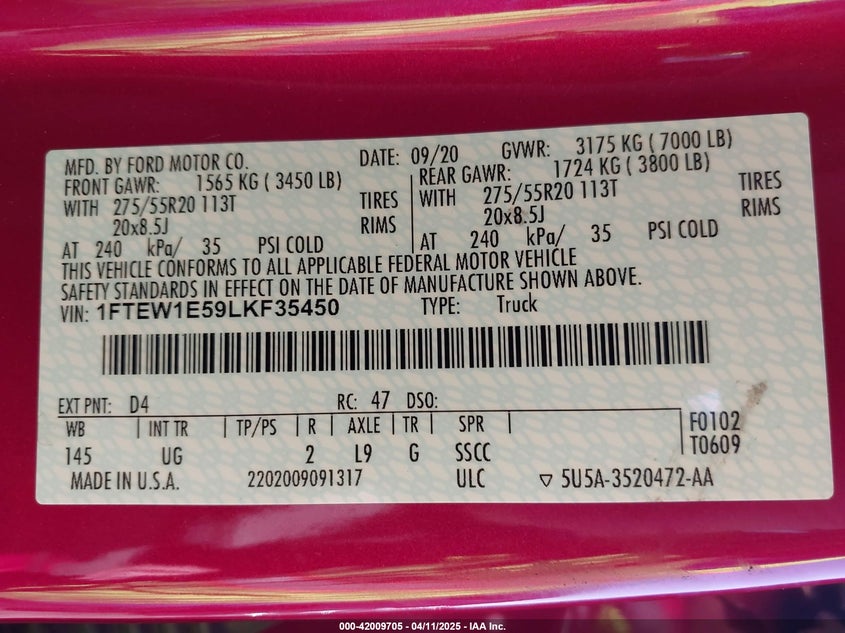 MFD. BY FORD MOTOR CO. DATE: 09/20 GVWR: 3175 KG ( 7000 LB)
FRONT GAWR: 1565 KG ( 3450 LB) REAR GAWR: 1724 KG ( 3800 LB)
WITH 275/55R20 113T TIRES WITH 275/55R20 113T TIRES
20x8.5J RIMS 20x8.5J RIMS
AT 240 kPa/ 35 PSI COLD AT 240 kPa/ 35 PSI COLD
THIS VEHICLE CONFORMS TO ALL APPLICABLE FEDERAL MOTOR VEHICLE
SAFETY STANDARDS IN EFFECT ON THE DATE OF MANUFACTURE SHOWN ABOVE.
VIN: 1FTEW1E59LKF35450 TYPE: Truck
EXT PNT: D4 RC: 47 DSO:
WB | INT TR | TP/PS | R | AXLE | TR | SPR | F0102
145 UG 2 L9 G SSCC T0609
MADE IN U.S.A. 2202009091317 ULC ▽ 5U5A-3520472-AA
000-42009705 - 04/11/2025 - IAA Inc.